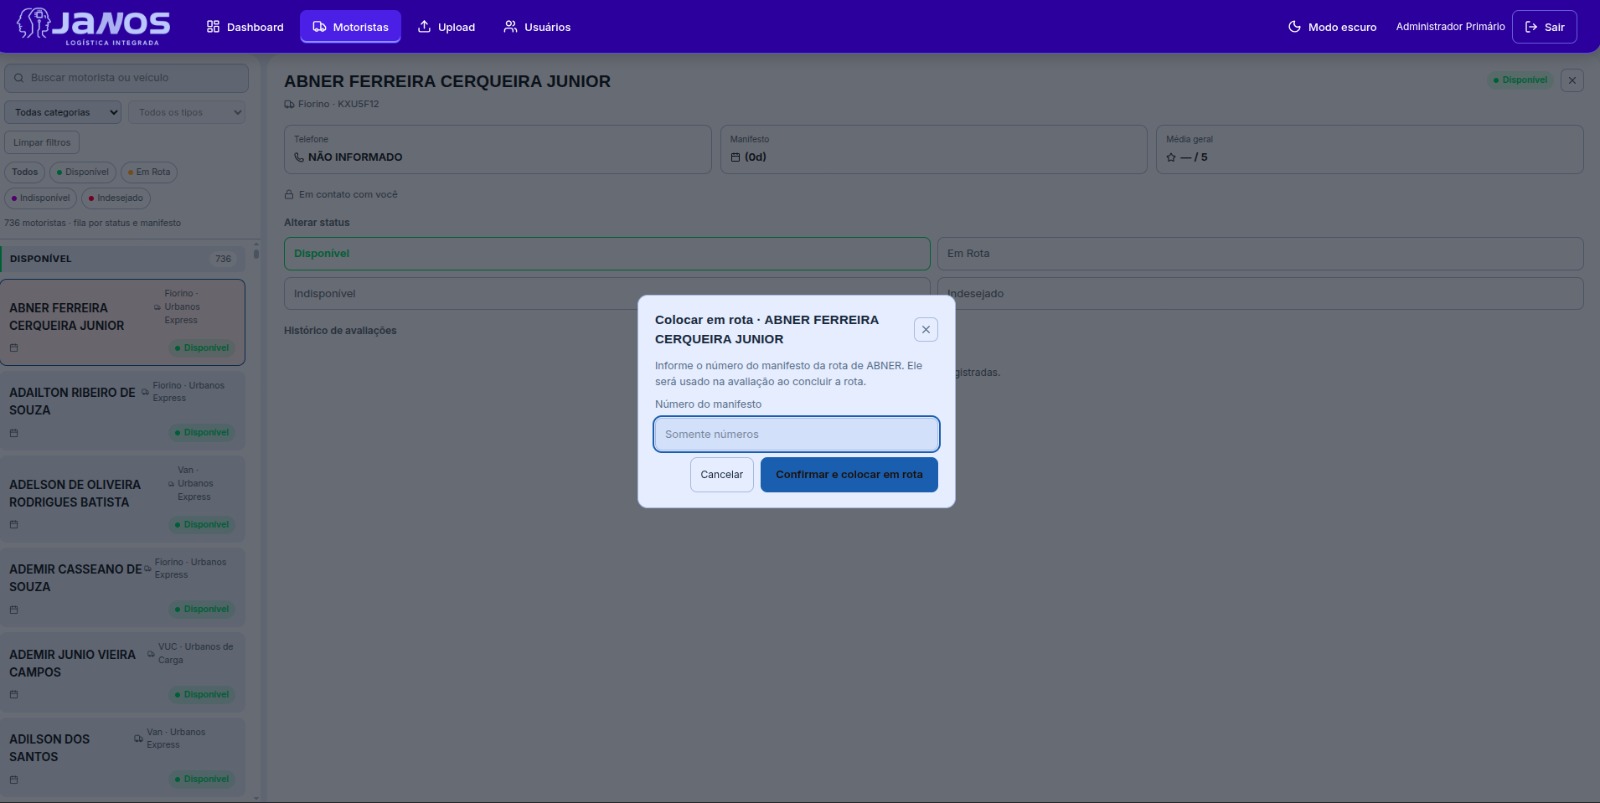 JANOS
LOGÍSTICA INTEGRADA
Dashboard
Motoristas
Upload
Usuários
Modo escuro
Administrador Primário
Sair
Buscar motorista ou veículo
Todas categorias
Todos os tipos
Limpar filtros
Todos
Disponível
Em Rota
Indisponível
Indesejado
736 motoristas · fila por status e manifesto
DISPONÍVEL
736
ABNER FERREIRA
CERQUEIRA JUNIOR
Fiorino ·
Urbanos
Express
Disponível
ADAILTON RIBEIRO DE
SOUZA
Fiorino · Urbanos
Express
Disponível
ADELSON DE OLIVEIRA
RODRIGUES BATISTA
Van ·
Urbanos
Express
Disponível
ADEMIR CASSEANO DE
SOUZA
Fiorino · Urbanos
Express
Disponível
ADEMIR JUNIO VIEIRA
CAMPOS
VUC · Urbanos de
Carga
Disponível
ADILSON DOS
SANTOS
Van · Urbanos
Express
Disponível
ABNER FERREIRA CERQUEIRA JUNIOR
Disponível
Fiorino · KXU5F12
Telefone
NÃO INFORMADO
Manifesto
(0d)
Média geral
— / 5
Em contato com você
Alterar status
Disponível
Em Rota
Indisponível
Indesejado
Histórico de avaliações
gistradas.
Colocar em rota · ABNER FERREIRA
CERQUEIRA JUNIOR
Informe o número do manifesto da rota de ABNER. Ele
será usado na avaliação ao concluir a rota.
Número do manifesto
Somente números
Cancelar
Confirmar e colocar em rota